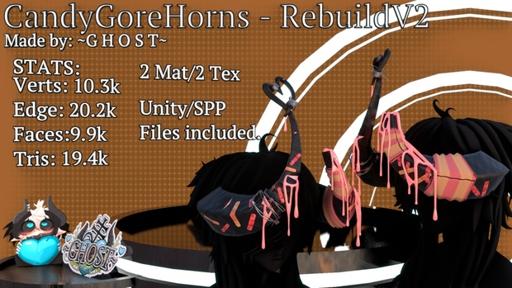 CandyGoreHorns - RebuildV2
Made by: ~G H O S T~
STATS:
Verts: 10.3k
Edge: 20.2k
Faces:9.9k
Tris: 19.4k
2 Mat/2 Tex
Unity/SPP
Files included.
GHOST